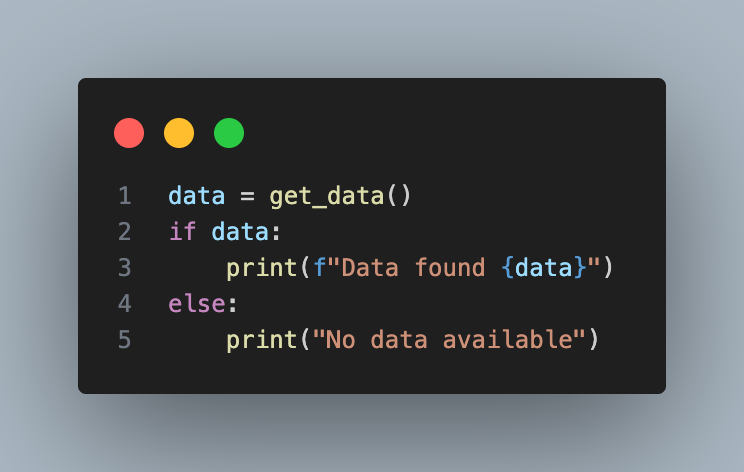 1 data = get_data()
2 if data:
3     print(f"Data found {data}")
4 else:
5     print("No data available")